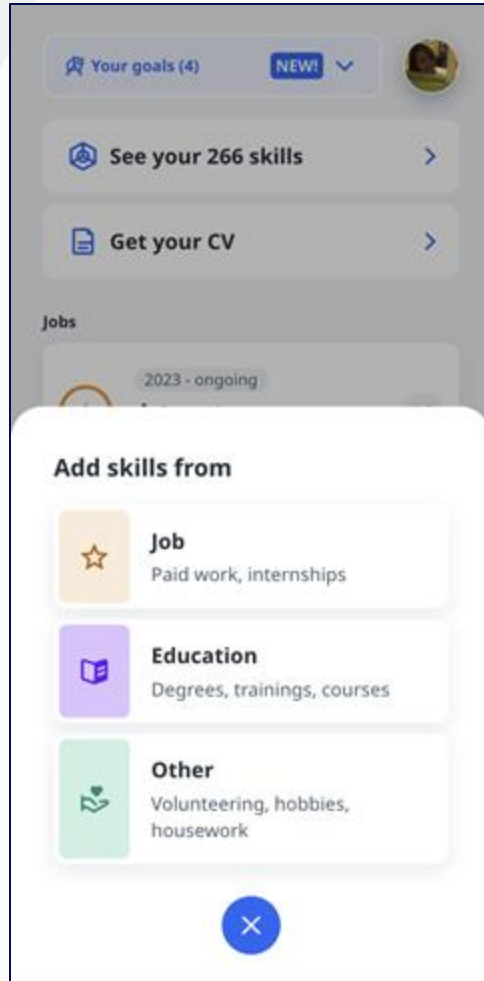 Your goals (4) NEW!
See your 266 skills
Get your CV
Jobs
2023 - ongoing
Add skills from
Job
Paid work, internships
Education
Degrees, trainings, courses
Other
Volunteering, hobbies,
housework